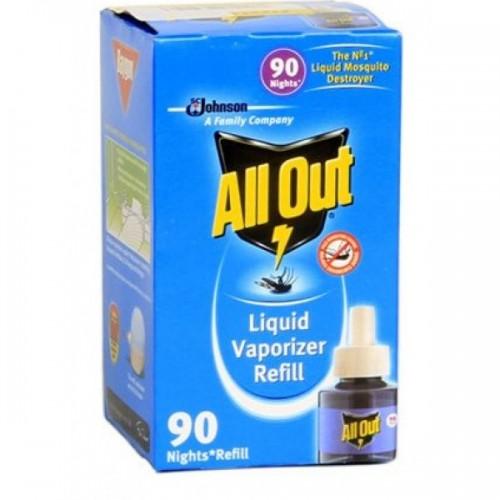 90
Nights*
The Nº1*
Liquid Mosquito
Destroyer
SC Johnson
A Family Company
All Out
Liquid
Vaporizer
Refill
All Out
90
Nights*Refill